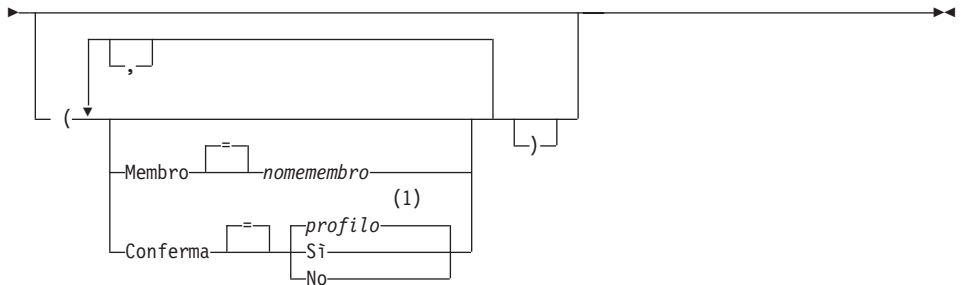 ,
(
)
Membro = nomemembro
(1)
Conferma = profilo
Sì
No